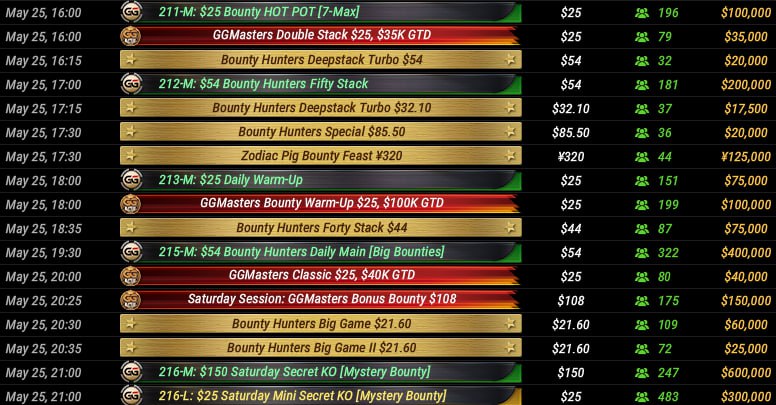 May 25, 16:00 211-M: $25 Bounty HOT POT [7-Max] $25 196 $100,000
May 25, 16:00 GGMasters Double Stack $25, $35K GTD $25 79 $35,000
May 25, 16:15 Bounty Hunters Deepstack Turbo $54 $54 32 $20,000
May 25, 17:00 212-M: $54 Bounty Hunters Fifty Stack $54 181 $200,000
May 25, 17:15 Bounty Hunters Deepstack Turbo $32.10 $32.10 37 $17,500
May 25, 17:30 Bounty Hunters Special $85.50 $85.50 36 $20,000
May 25, 17:30 Zodiac Pig Bounty Feast ¥320 ¥320 44 ¥125,000
May 25, 18:00 213-M: $25 Daily Warm-Up $25 151 $75,000
May 25, 18:00 GGMasters Bounty Warm-Up $25, $100K GTD $25 199 $100,000
May 25, 18:35 Bounty Hunters Forty Stack $44 $44 87 $75,000
May 25, 19:30 215-M: $54 Bounty Hunters Daily Main [Big Bounties] $54 322 $400,000
May 25, 20:00 GGMasters Classic $25, $40K GTD $25 80 $40,000
May 25, 20:25 Saturday Session: GGMasters Bonus Bounty $108 $108 175 $150,000
May 25, 20:30 Bounty Hunters Big Game $21.60 $21.60 109 $60,000
May 25, 20:35 Bounty Hunters Big Game II $21.60 $21.60 72 $25,000
May 25, 21:00 216-M: $150 Saturday Secret KO [Mystery Bounty] $150 247 $600,000
May 25, 21:00 216-L: $25 Saturday Mini Secret KO [Mystery Bounty] $25 483 $300,000